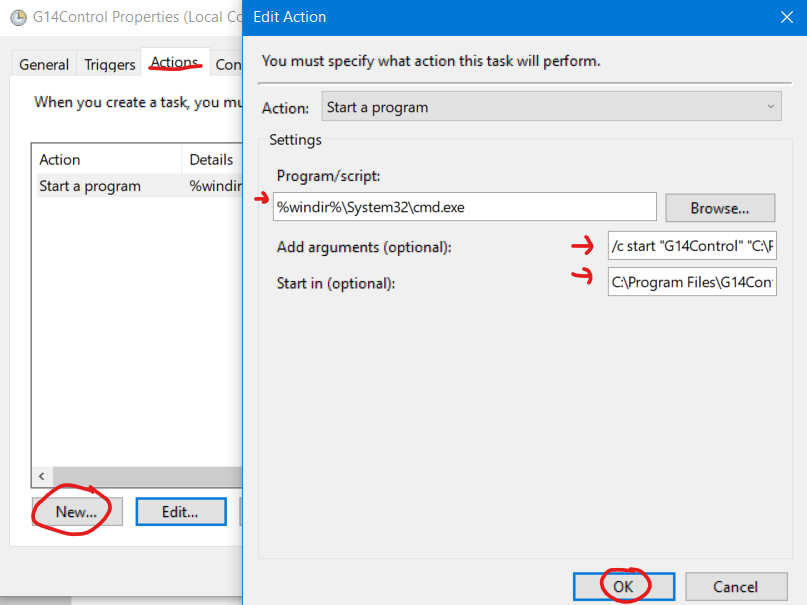 G14Control Properties (Local Co
General Triggers Actions Con
When you create a task, you mu
Action Details
Start a program %windir
New... Edit...
Edit Action
You must specify what action this task will perform.
Action: Start a program
Settings
Program/script:
%windir%\System32\cmd.exe Browse...
Add arguments (optional): /c start "G14Control" "C:\P
Start in (optional): C:\Program Files\G14Con
OK Cancel